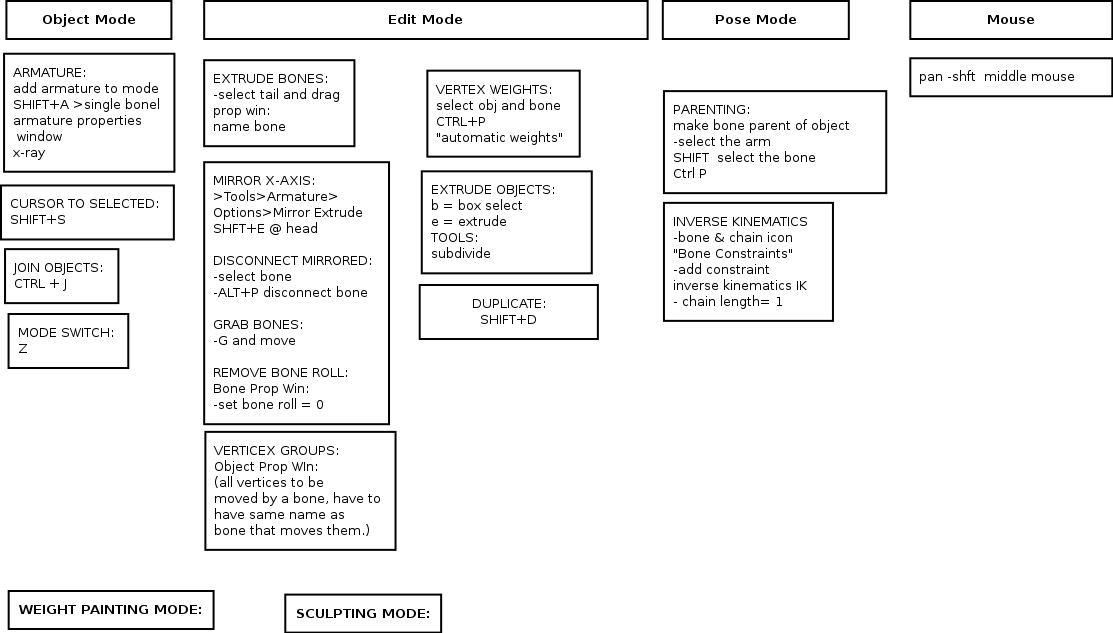 Object Mode
Edit Mode
Pose Mode
Mouse
ARMATURE:
add armature to mode
SHIFT+A >single bonel
armature properties
window
x-ray
CURSOR TO SELECTED:
SHIFT+S
JOIN OBJECTS:
CTRL + J
MODE SWITCH:
Z
EXTRUDE BONES:
-select tail and drag
prop win:
name bone
MIRROR X-AXIS:
>Tools>Armature>
Options>Mirror Extrude
SHFT+E @ head
DISCONNECT MIRRORED:
-select bone
-ALT+P disconnect bone
GRAB BONES:
-G and move
REMOVE BONE ROLL:
Bone Prop Win:
-set bone roll = 0
VERTICEX GROUPS:
Object Prop WIn:
(all vertices to be
moved by a bone, have to
have same name as
bone that moves them.)
VERTEX WEIGHTS:
select obj and bone
CTRL+P
"automatic weights"
EXTRUDE OBJECTS:
b = box select
e = extrude
TOOLS:
subdivide
DUPLICATE:
SHIFT+D
PARENTING:
make bone parent of object
-select the arm
SHIFT  select the bone
Ctrl P
INVERSE KINEMATICS
-bone & chain icon
"Bone Constraints"
-add constraint
inverse kinematics IK
- chain length= 1
pan -shft  middle mouse
WEIGHT PAINTING MODE:
SCULPTING MODE: